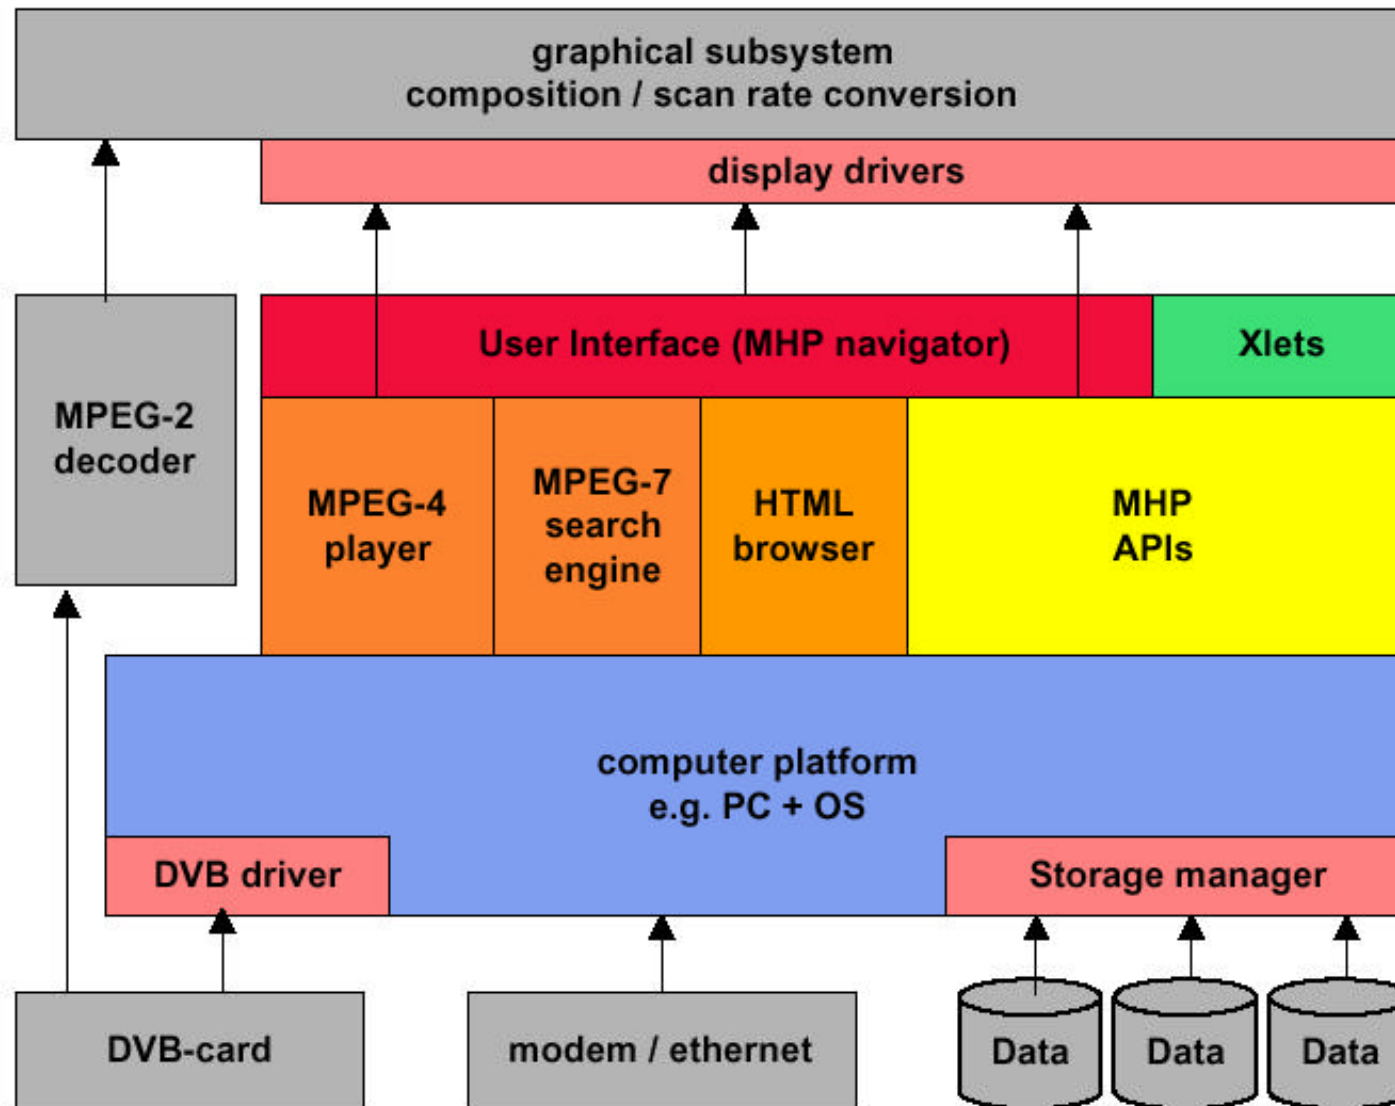 graphical subsystem
composition / scan rate conversion
display drivers
User Interface (MHP navigator)
Xlets
MPEG-2
decoder
MPEG-4
player
MPEG-7
search
engine
HTML
browser
MHP
APIs
computer platform
e.g. PC + OS
DVB driver
Storage manager
DVB-card
modem / ethernet
Data
Data
Data